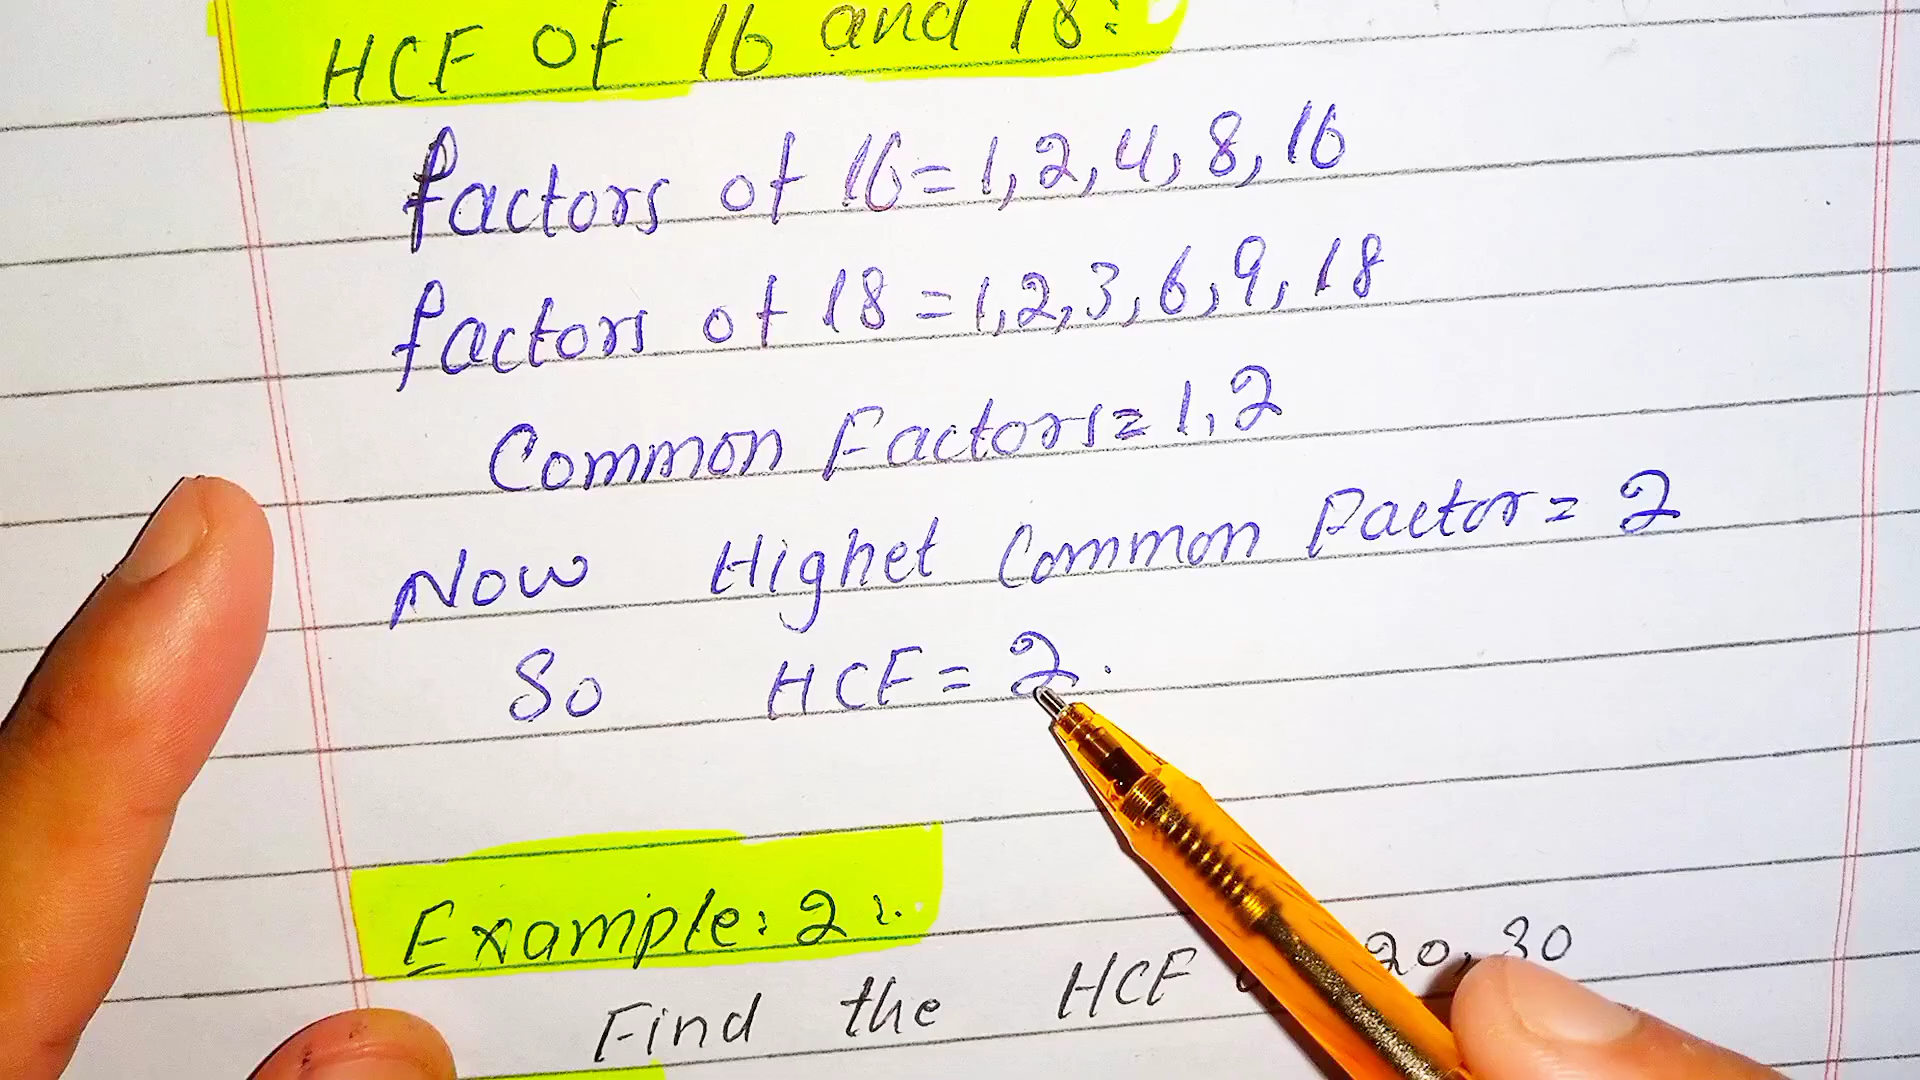 HCF of 16 and 18:
factors of 16 = 1, 2, 4, 8, 16
factors of 18 = 1, 2, 3, 6, 9, 18
Common Factors = 1, 2
Now Highet Common Factor = 2
So HCF = 2.
Example: 2:
Find the HCF 20, 30